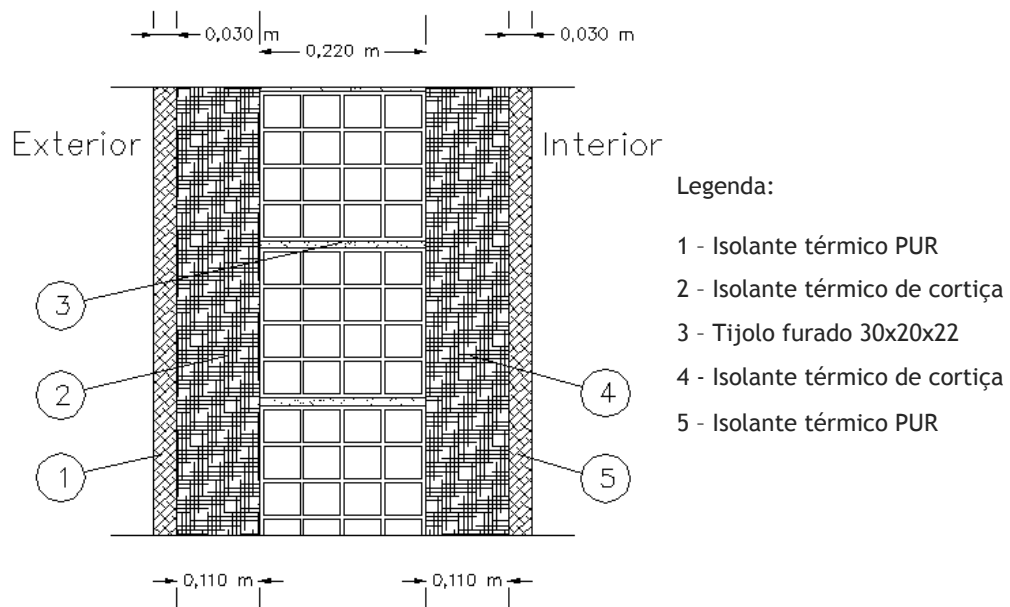 0,030 m
0,220 m
0,030 m
Exterior
Interior
3
2
1
4
5
0,110 m
0,110 m
Legenda:
1 – Isolante térmico PUR
2 – Isolante térmico de cortiça
3 – Tijolo furado 30x20x22
4 - Isolante térmico de cortiça
5 – Isolante térmico PUR